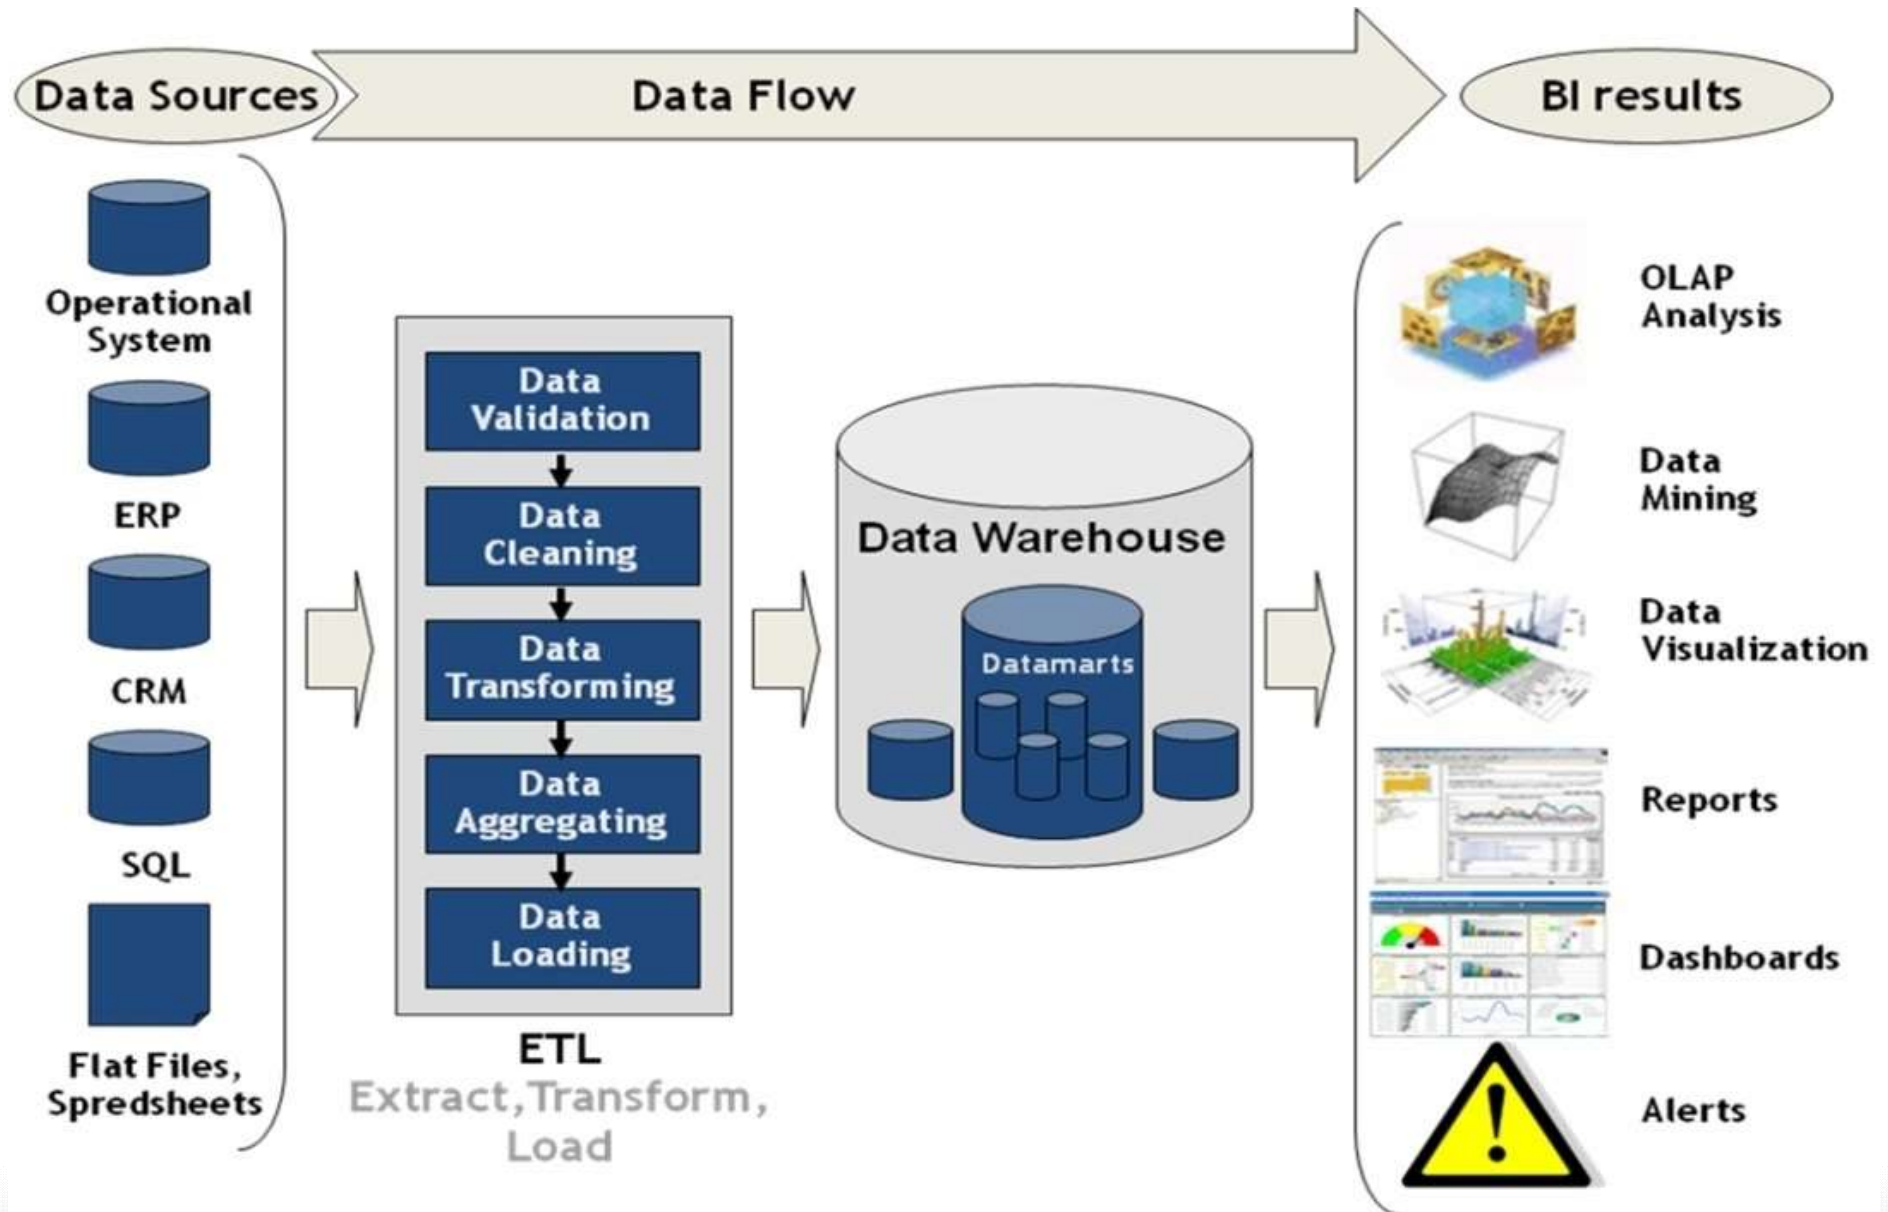 Data Sources
Data Flow
BI results
Operational
System
ERP
CRM
SQL
Flat Files,
Spredsheets
Data
Validation
Data
Cleaning
Data
Transforming
Data
Aggregating
Data
Loading
ETL
Extract, Transform,
Load
Data Warehouse
Datamarts
OLAP
Analysis
Data
Mining
Data
Visualization
Reports
Dashboards
Alerts